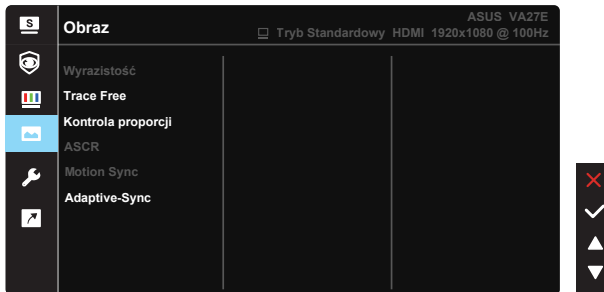 S
Obraz
ASUS VA27E
Tryb Standardowy HDMI 1920x1080 @ 100Hz
Wyrazistość
Trace Free
Kontrola proporcji
ASCR
Motion Sync
Adaptive-Sync